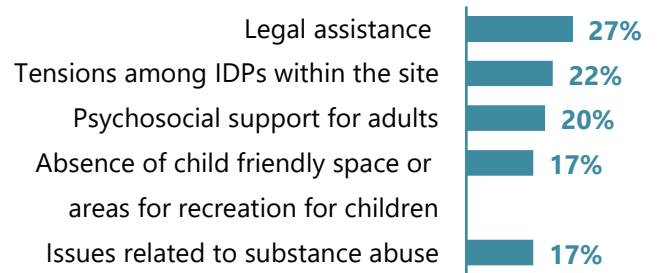 Legal assistance 27%
Tensions among IDPs within the site 22%
Psychosocial support for adults 20%
Absence of child friendly space or 17%
areas for recreation for children
Issues related to substance abuse 17%